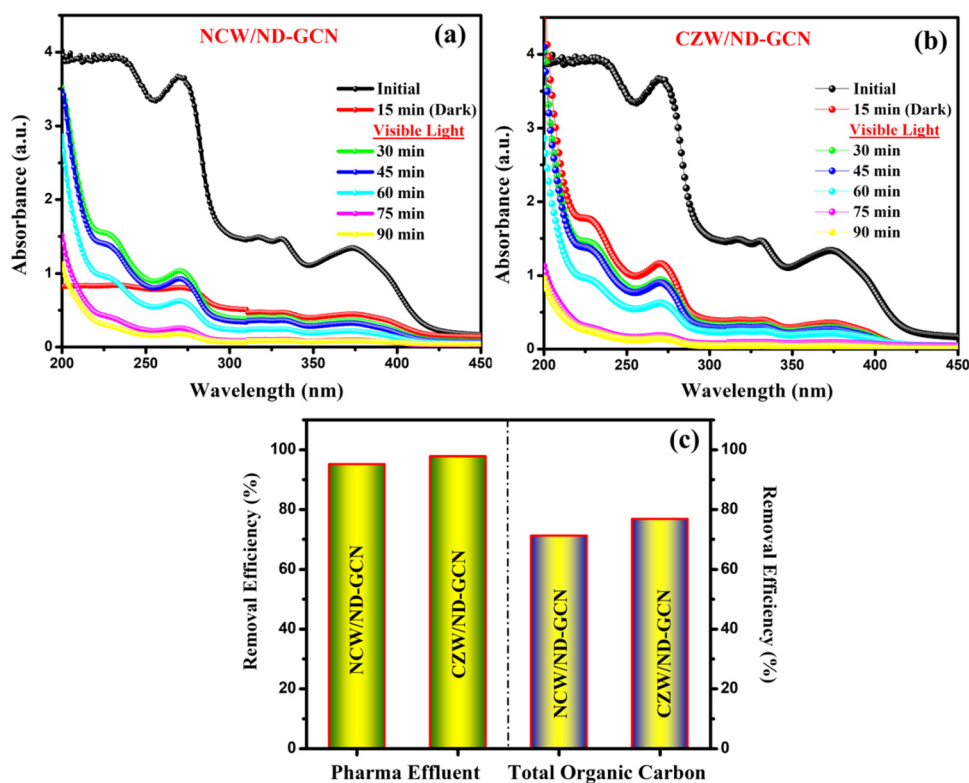 NCW/ND-GCN
(a)
Initial
15 min (Dark)
Visible Light
30 min
45 min
60 min
75 min
90 min
Absorbance (a.u.)
4
3
2
1
0
200 250 300 350 400 450
Wavelength (nm)
CZW/ND-GCN
(b)
Initial
15 min (Dark)
Visible Light
30 min
45 min
60 min
75 min
90 min
Absorbance (a.u.)
4
3
2
1
0
200 250 300 350 400 450
Wavelength (nm)
(c)
Removal Efficiency (%)
100
80
60
40
20
0
NCW/ND-GCN
CZW/ND-GCN
NCW/ND-GCN
CZW/ND-GCN
100
80
60
40
20
0
Removal Efficiency (%)
Pharma Effluent Total Organic Carbon